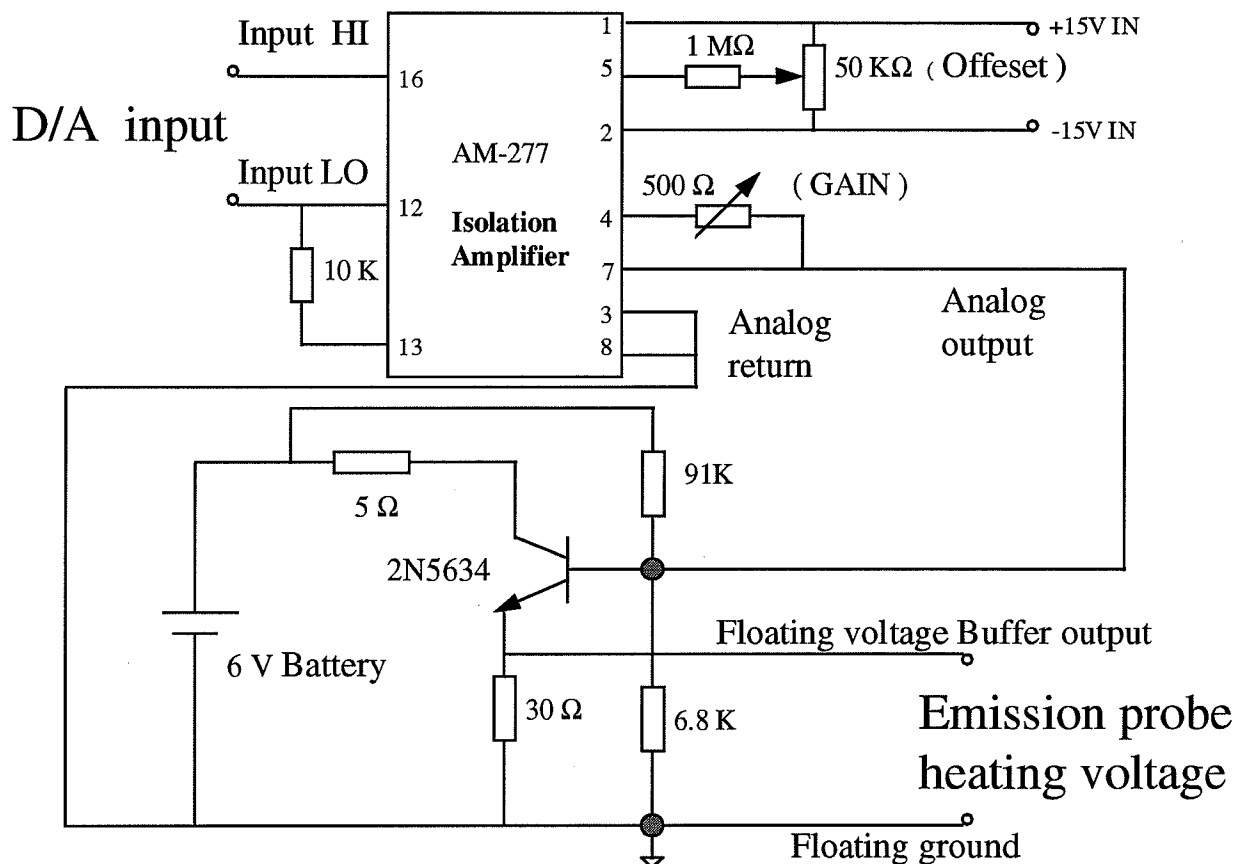 Input HI
D/A input
Input LO
16
12
10 K
13
AM-277
Isolation
Amplifier
1
5
2
4
7
3
8
1 MΩ
50 KΩ ( Offeset )
+15V IN
-15V IN
500 Ω
( GAIN )
Analog
return
Analog
output
5 Ω
91K
2N5634
6 V Battery
30 Ω
6.8 K
Floating voltage Buffer output
Emission probe
heating voltage
Floating ground